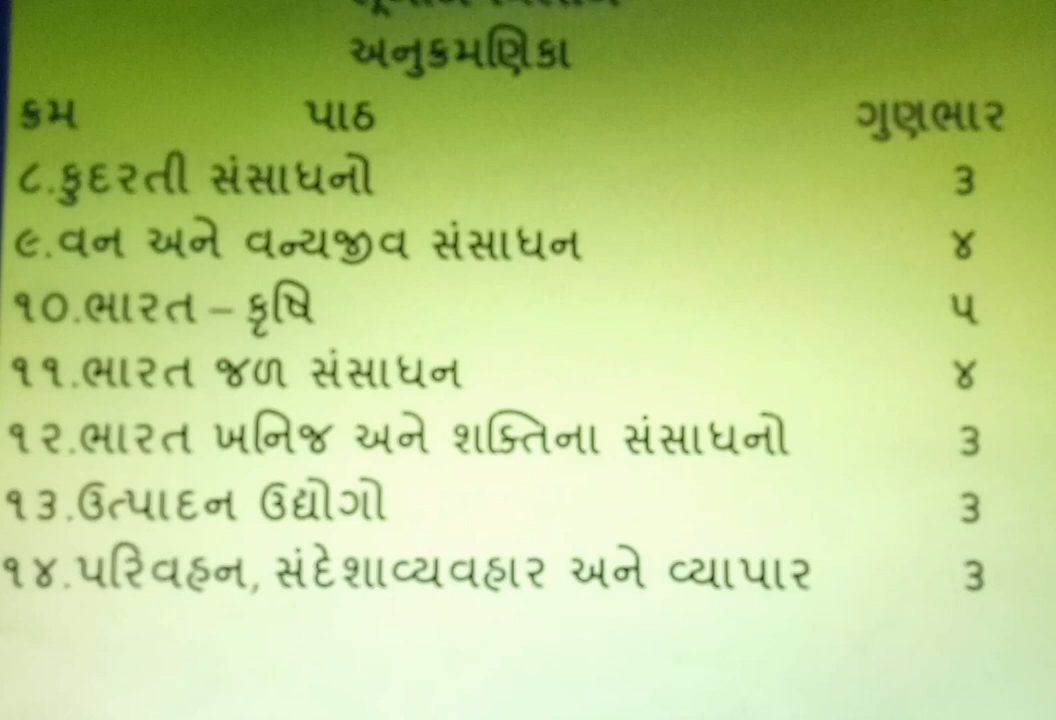 અનુક્રમણિકા
ક્રમ પાઠ ગુણભાર
૮.કુદરતી સંસાધનો ૩
૯.વન અને વન્યજીવ સંસાધન ૪
૧૦.ભારત – કૃષિ ૫
૧૧.ભારત જળ સંસાધન ૪
૧૨.ભારત ખનિજ અને શક્તિના સંસાધનો ૩
૧૩.ઉત્પાદન ઉદ્યોગો ૩
૧૪.પરિવહન, સંદેશાવ્યવહાર અને વ્યાપાર ૩